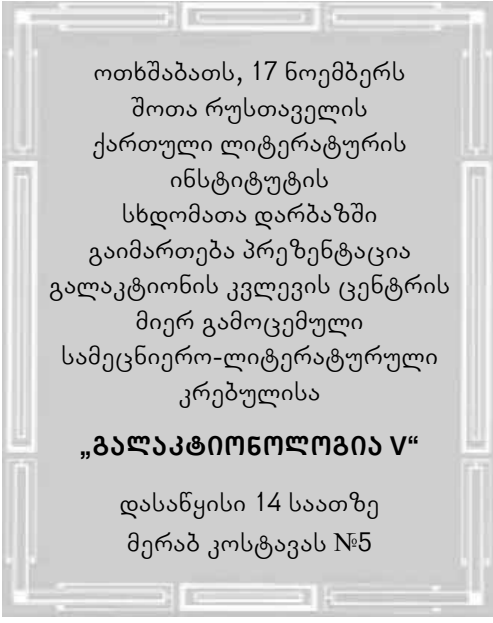 ოთხშაბათს, 17 ნოემბერს
შოთა რუსთაველის
ქართული ლიტერატურის
ინსტიტუტის
სხდომათა დარბაზში
გაიმართება პრეზენტაცია
გალაკტიონის კვლევის ცენტრის
მიერ გამოცემული
სამეცნიერო-ლიტერატურული
კრებულისა
„ᲒᲐᲚᲐᲙᲢᲘᲝᲜᲝᲚᲝᲒᲘᲐ V“
დასაწყისი 14 საათზე
მერაბ კოსტავას №5